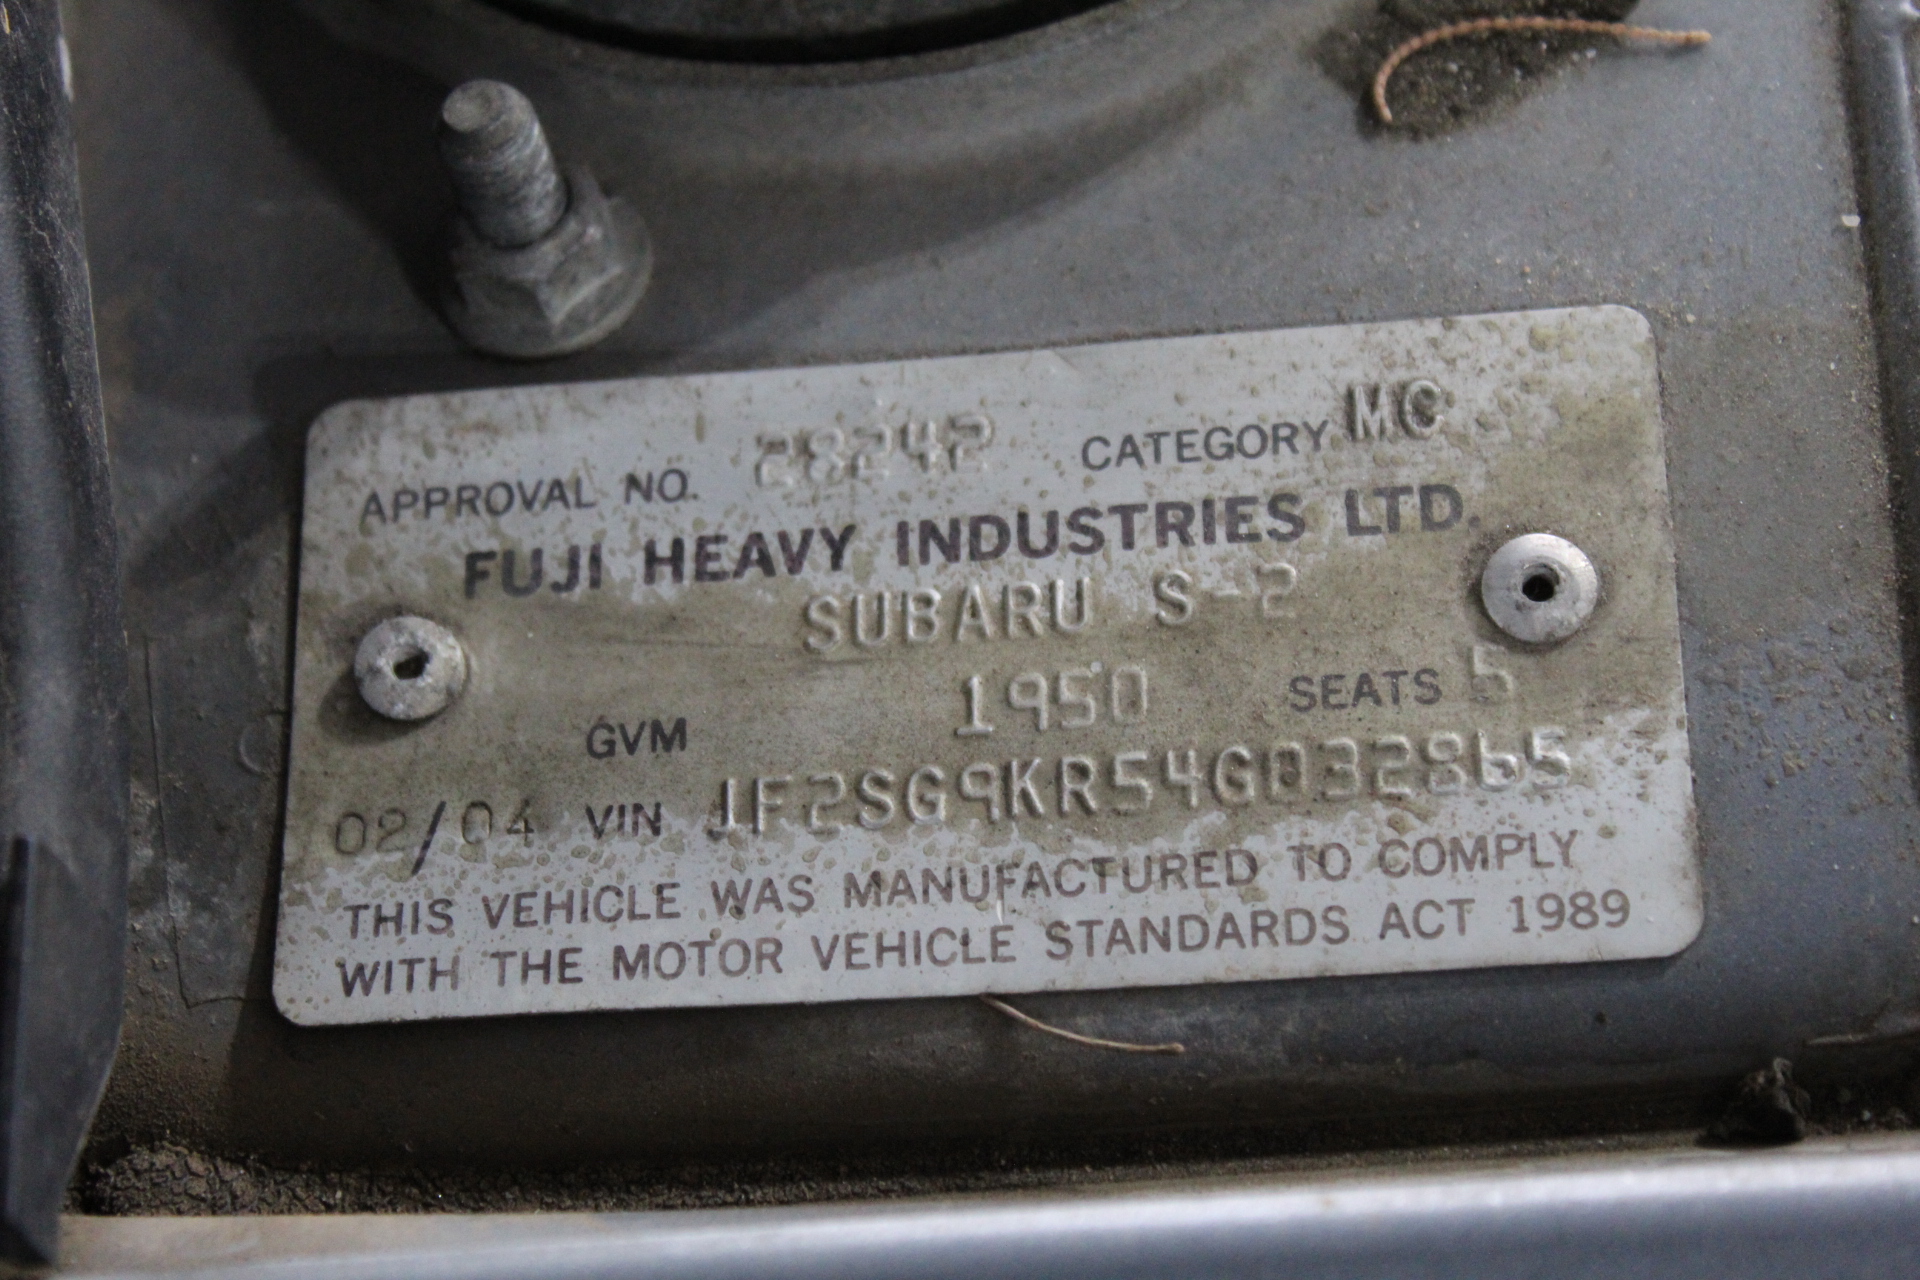 APPROVAL NO. 28242 CATEGORY MC
FUJI HEAVY INDUSTRIES LTD.
SUBARU S-2
GVM 1950 SEATS 5
02/04 VIN JF2SG9KR54G032865
THIS VEHICLE WAS MANUFACTURED TO COMPLY
WITH THE MOTOR VEHICLE STANDARDS ACT 1989